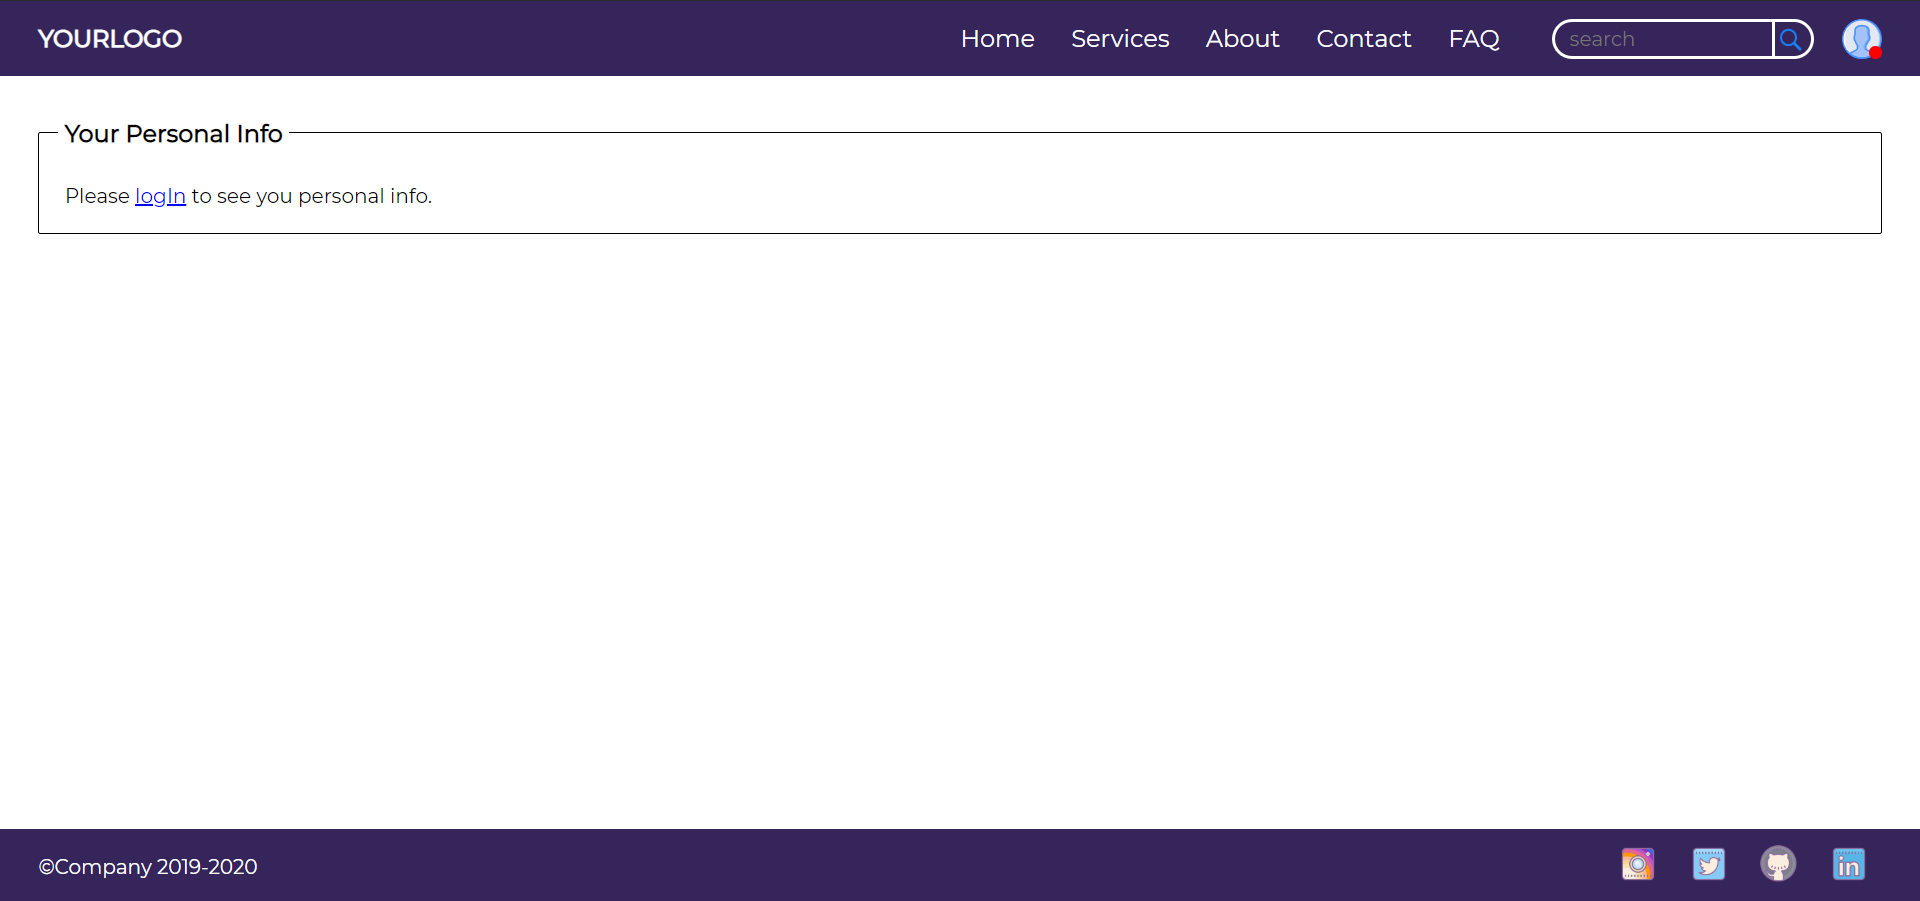 YOURLOGO
Home Services About Contact FAQ search
Your Personal Info
Please logIn to see you personal info.
©Company 2019-2020
in